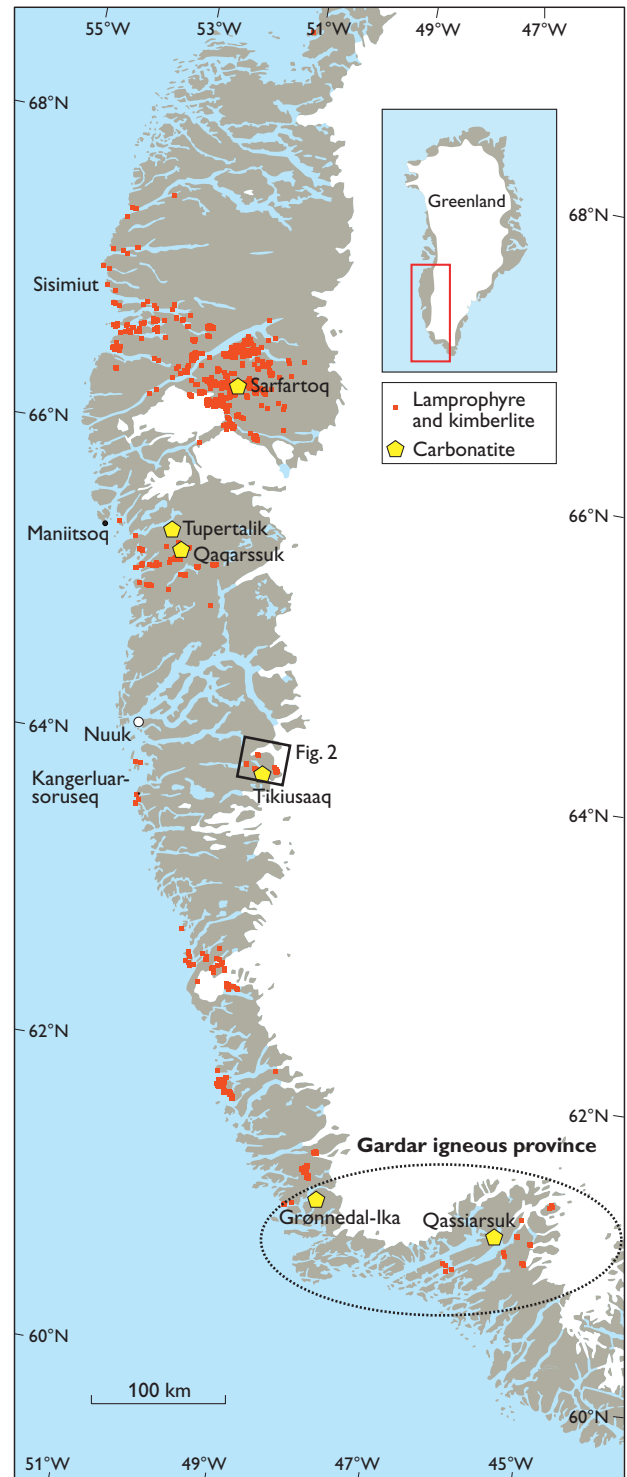 55°W 53°W 51°W 49°W 47°W
68°N
Greenland
68°N
Sisimiut
Lamprophyre
and kimberlite
Carbonatite
Sarfartoq
66°N
66°N
Maniitsoq
Tupertalik
Qaqarssuk
64°N
Nuuk
Fig. 2
Kangerluar-
soruseq
Tikiusaaq
64°N
62°N
62°N
Gardar igneous province
Grønnedal-Ika
Qassiarsuk
60°N
100 km
60°N
51°W 49°W 47°W 45°W